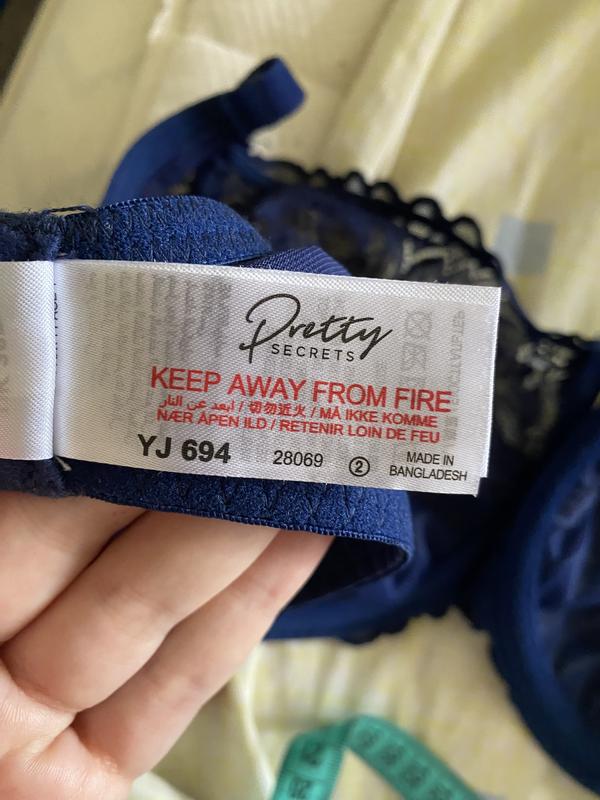 Pretty
SECRETS
KEEP AWAY FROM FIRE
ابعد عن النار / 切勿近火 / MÅ IKKE KOMME
NÆR ÅPEN ILD / RETENIR LOIN DE FEU
YJ 694 28069 2 MADE IN
BANGLADESH